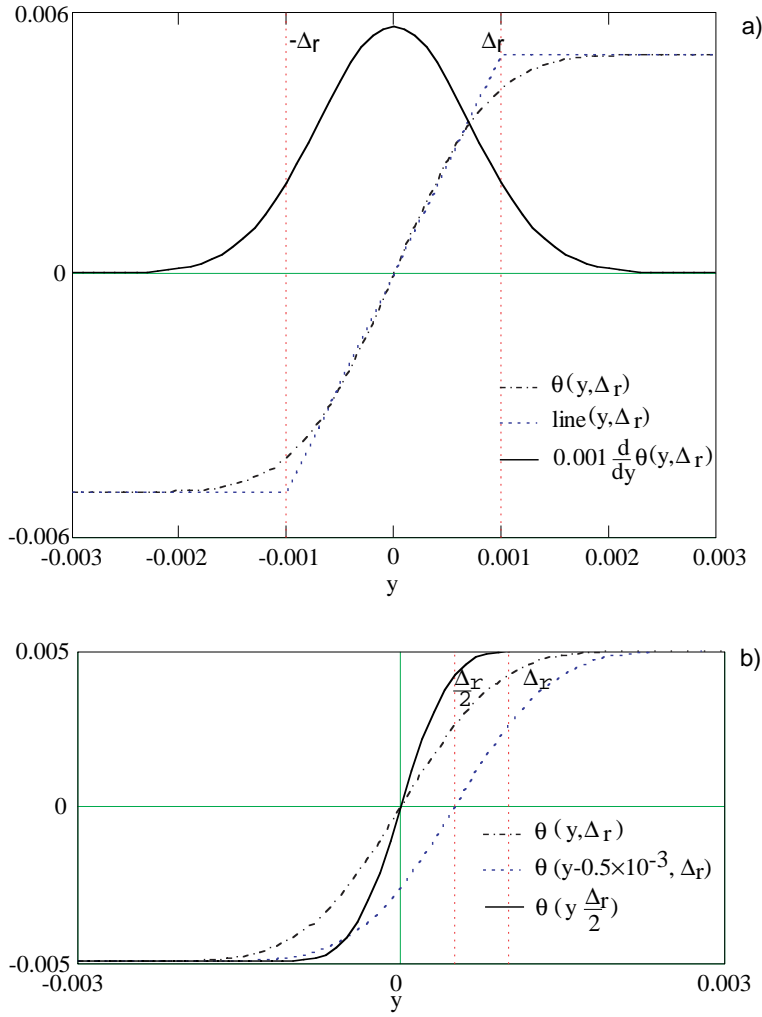 0.006
a)
-Δr
Δr
0
θ(y,Δr)
line(y,Δr)
0.001 d/dy θ(y,Δr)
-0.006
-0.003 -0.002 -0.001 0 0.001 0.002 0.003
y
0.005
b)
Δr/2
Δr
0
θ(y,Δr)
θ(y-0.5×10⁻³, Δr)
θ(y Δr/2)
-0.005
-0.003 0 0.003
y